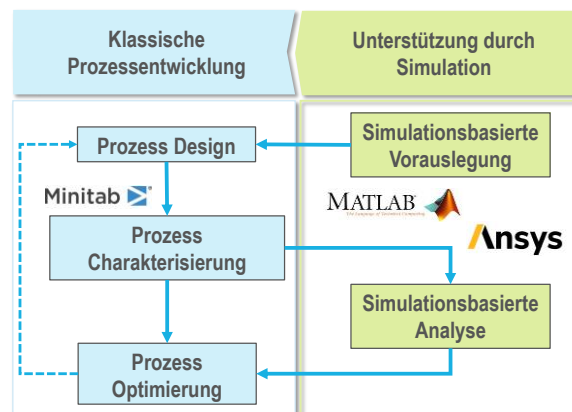 Klassische
Prozessentwicklung
Unterstützung durch
Simulation
Prozess Design
Simulationsbasierte
Vorauslegung
Minitab
MATLAB
Ansys
Prozess
Charakterisierung
Simulationsbasierte
Analyse
Prozess
Optimierung